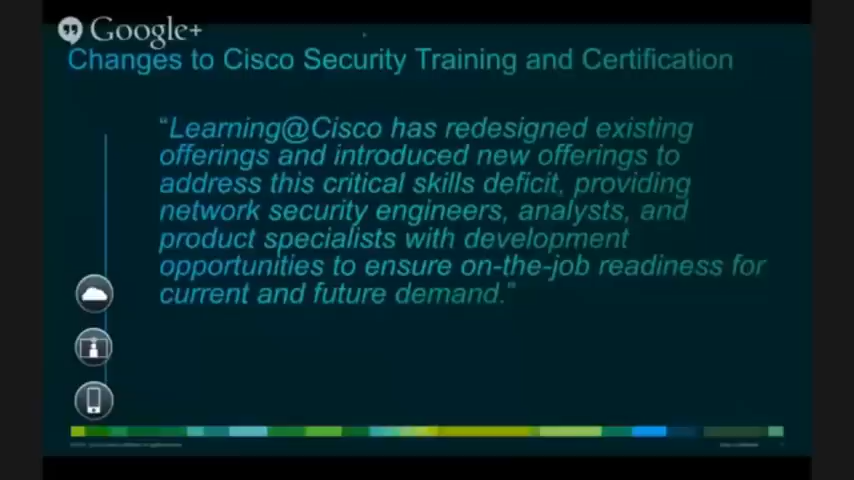 Google+
Changes to Cisco Security Training and Certification
“Learning@Cisco has redesigned existing
offerings and introduced new offerings to
address this critical skills deficit, providing
network security engineers, analysts, and
product specialists with development
opportunities to ensure on-the-job readiness for
current and future demand.”